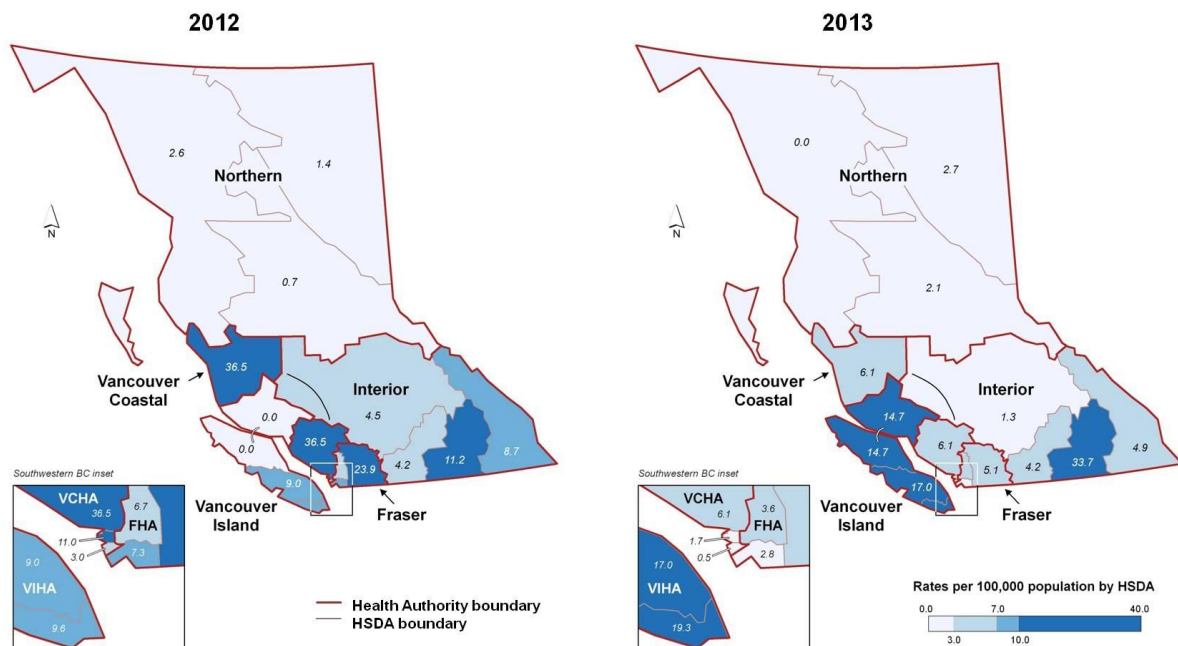 2012
2.6
1.4
Northern
N
0.7
36.5
Vancouver
Coastal
Interior
0.0
4.5
0.0
36.5
23.9
4.2
11.2
8.7
9.0
Vancouver
Island
Fraser
Southwestern BC inset
VCHA
36.5
6.7
FHA
11.0
3.0
7.3
9.0
VIHA
9.6
Health Authority boundary
HSDA boundary
2013
0.0
2.7
Northern
N
2.1
6.1
Vancouver
Coastal
Interior
14.7
1.3
14.7
6.1
5.1
4.2
33.7
4.9
17.0
Vancouver
Island
Fraser
Southwestern BC inset
VCHA
6.1
3.6
FHA
1.7
0.5
2.8
17.0
VIHA
19.3
Rates per 100,000 population by HSDA
0.0 7.0 40.0
3.0 10.0